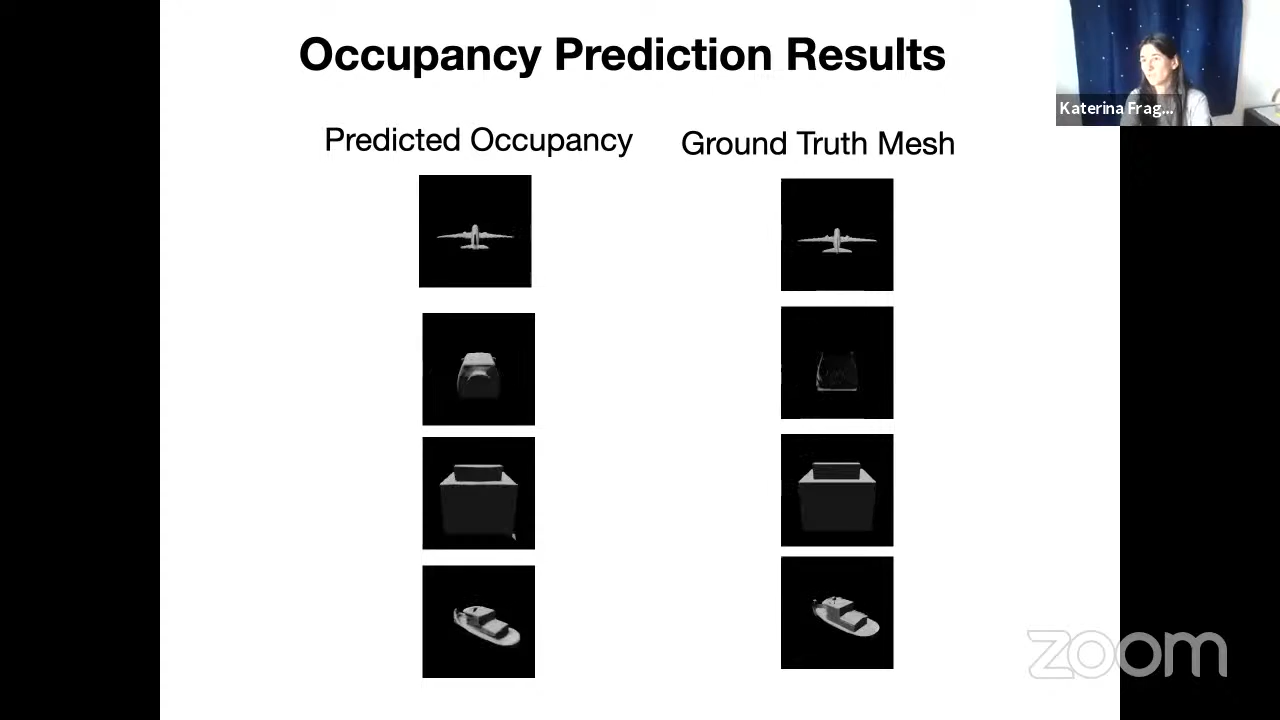 Occupancy Prediction Results
Katerina Frag...
Predicted Occupancy
Ground Truth Mesh
zoom